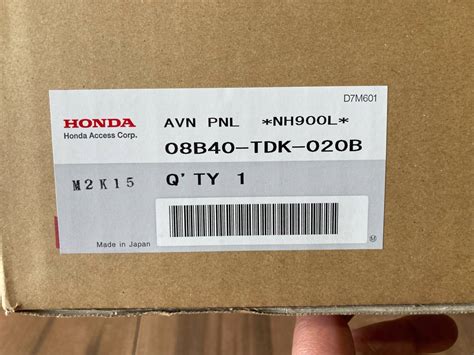 D7M601
HONDA
Honda Access Corp.
AVN PNL *NH900L*
08B40-TDK-020B
M2K15
Q'TY 1
Made in Japan
M